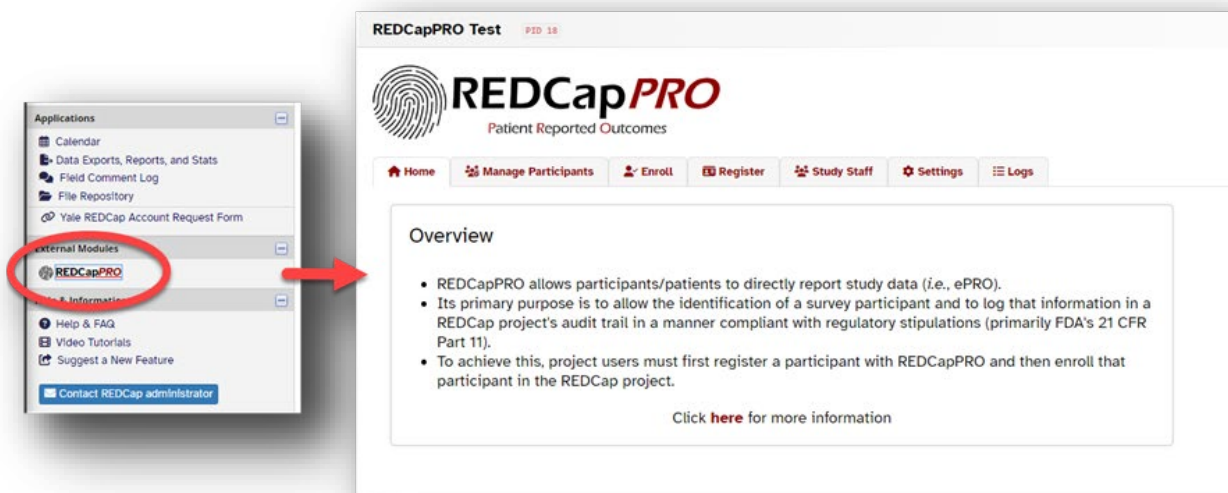 Applications
Calendar
Data Exports, Reports, and Stats
Field Comment Log
File Repository
Yale REDCap Account Request Form
External Modules
REDCapPRO
& Information
Help & FAQ
Video Tutorials
Suggest a New Feature
Contact REDCap administrator
REDCapPRO Test PID 18
REDCapPRO
Patient Reported Outcomes
Home Manage Participants Enroll Register Study Staff Settings Logs
Overview
• REDCapPRO allows participants/patients to directly report study data (i.e., ePRO).
• Its primary purpose is to allow the identification of a survey participant and to log that information in a
REDCap project's audit trail in a manner compliant with regulatory stipulations (primarily FDA's 21 CFR
Part 11).
• To achieve this, project users must first register a participant with REDCapPRO and then enroll that
participant in the REDCap project.
Click here for more information